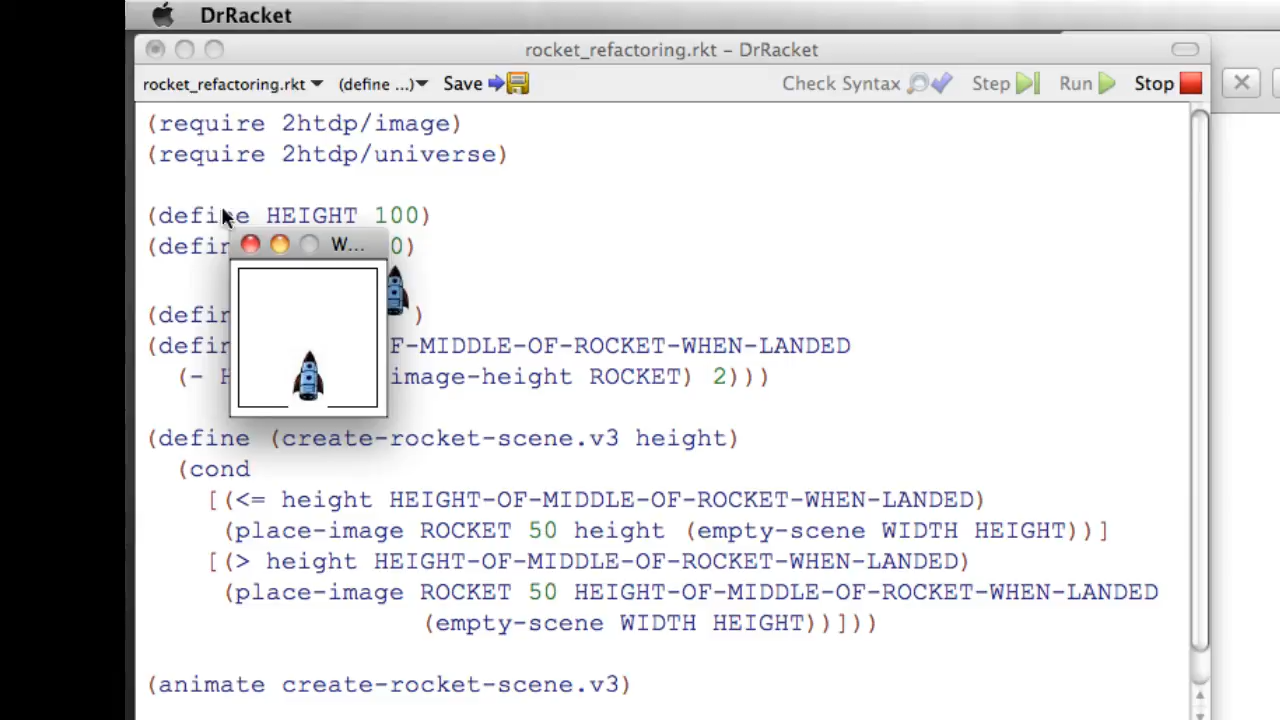 DrRacket
rocket_refactoring.rkt – DrRacket
rocket_refactoring.rkt (define ...) Save Check Syntax Step Run Stop
(require 2htdp/image)
(require 2htdp/universe)
(define HEIGHT 100)
(defin 0)
W...
(defin )
(defin F-MIDDLE-OF-ROCKET-WHEN-LANDED
(- H image-height ROCKET) 2)))
(define (create-rocket-scene.v3 height)
(cond
[(<= height HEIGHT-OF-MIDDLE-OF-ROCKET-WHEN-LANDED)
(place-image ROCKET 50 height (empty-scene WIDTH HEIGHT))]
[(> height HEIGHT-OF-MIDDLE-OF-ROCKET-WHEN-LANDED)
(place-image ROCKET 50 HEIGHT-OF-MIDDLE-OF-ROCKET-WHEN-LANDED
(empty-scene WIDTH HEIGHT))]))
(animate create-rocket-scene.v3)